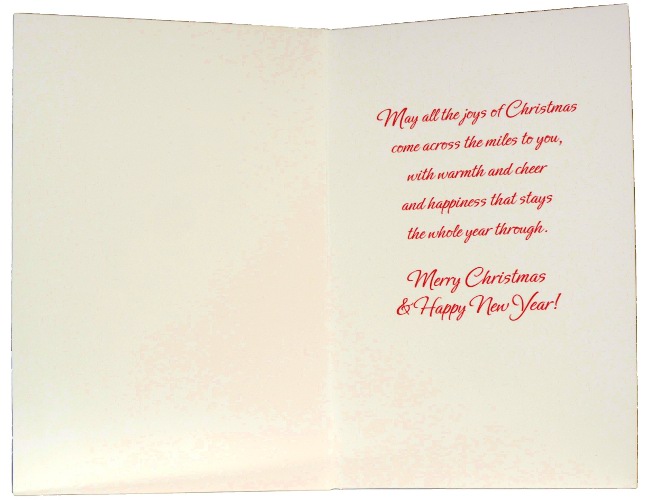 May all the joys of Christmas
come across the miles to you,
with warmth and cheer
and happiness that stays
the whole year through.
Merry Christmas
& Happy New Year!